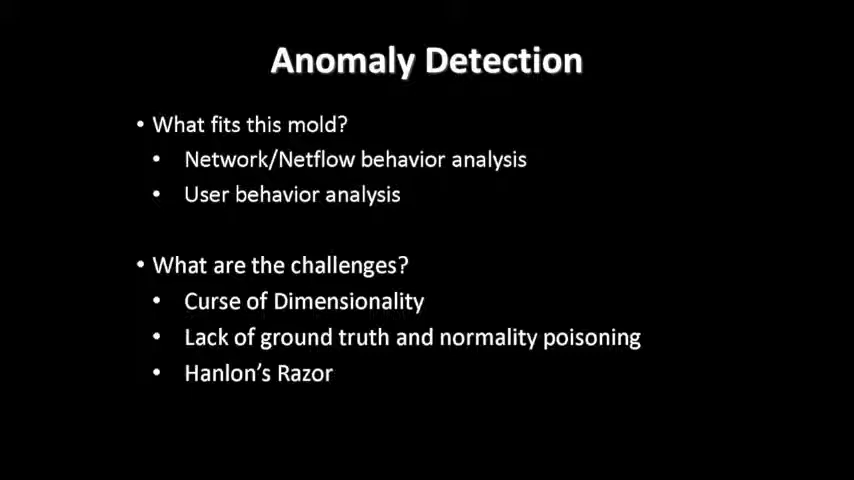 Anomaly Detection
• What fits this mold?
• Network/Netflow behavior analysis
• User behavior analysis
• What are the challenges?
• Curse of Dimensionality
• Lack of ground truth and normality poisoning
• Hanlon’s Razor